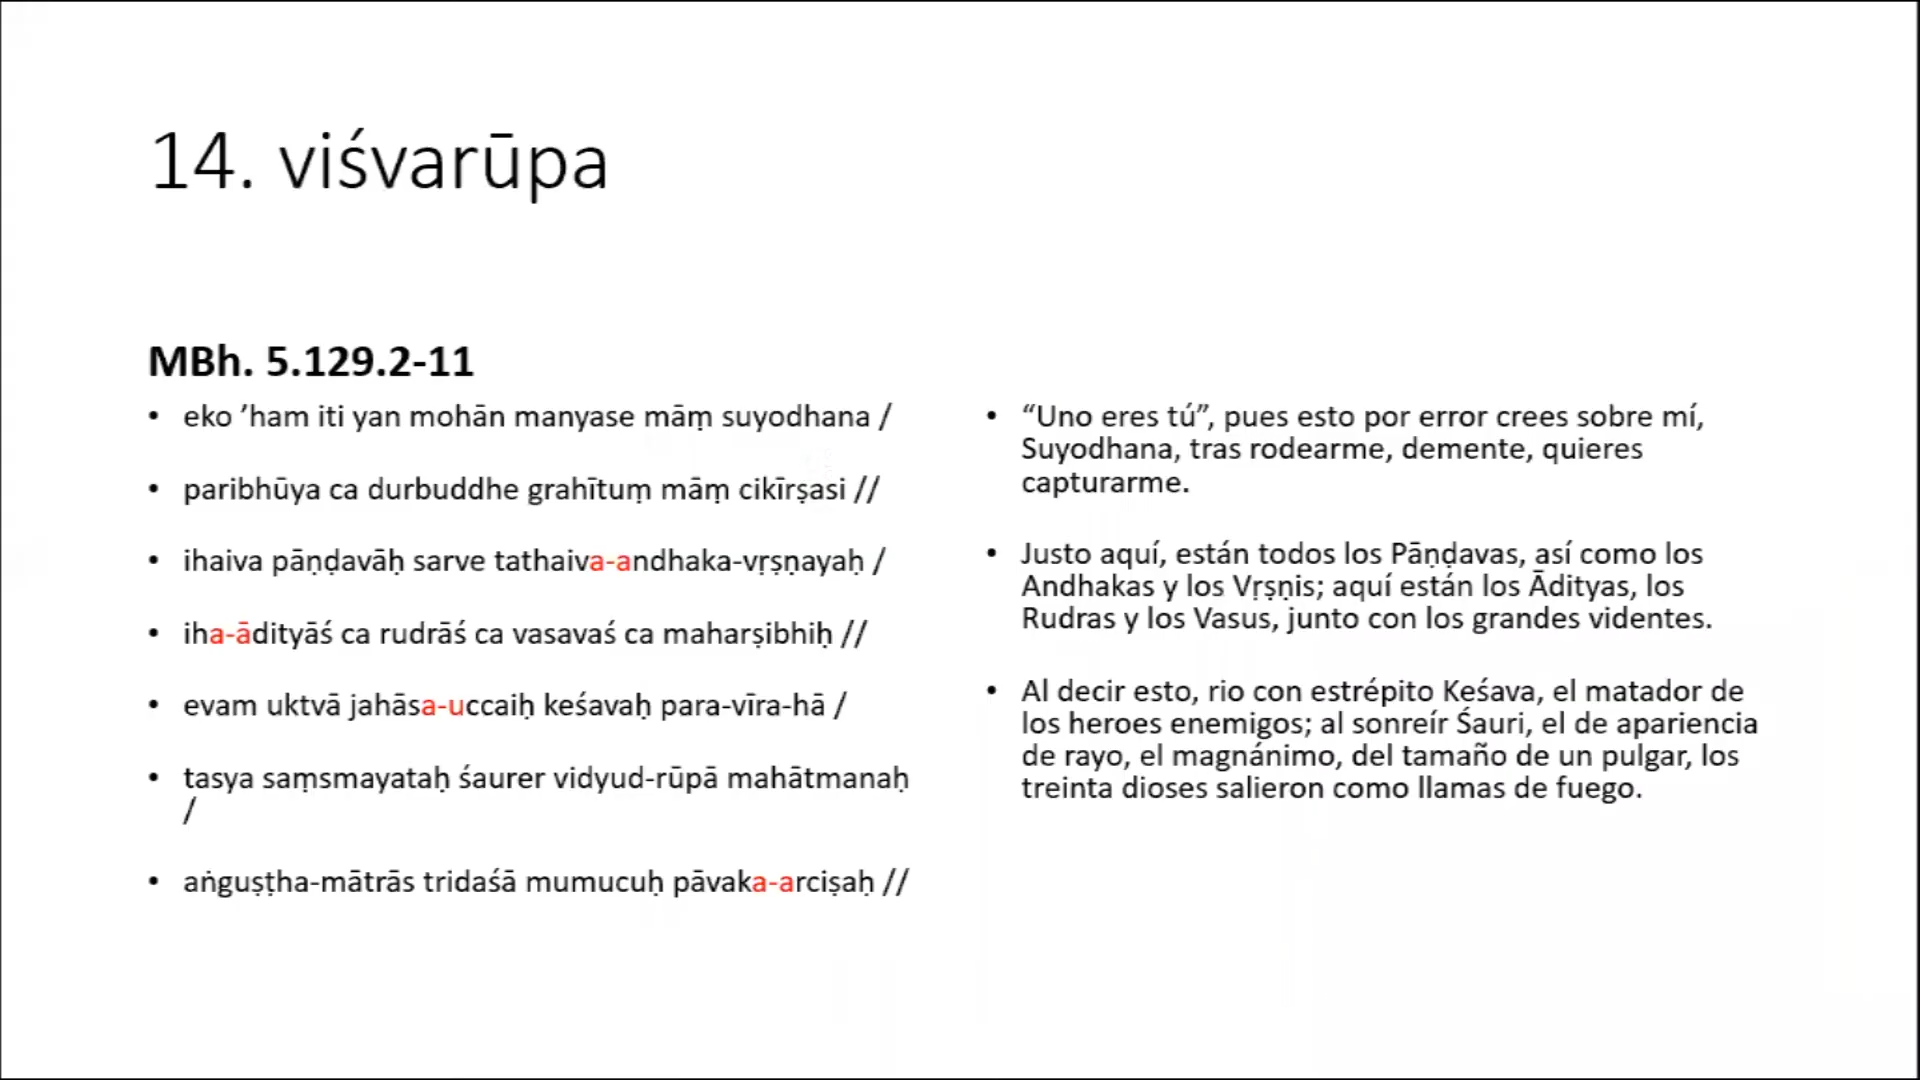 14. viśvarūpa
MBh. 5.129.2-11
• eko ’ham iti yan mohān manyase māṃ suyodhana /
• paribhūya ca durbuddhe grahītuṃ māṃ cikīrṣasi //
• ihaiva pāṇḍavāḥ sarve tathaiva-andhaka-vṛṣṇayaḥ /
• iha-ādityāś ca rudrāś ca vasavaś ca maharṣibhiḥ //
• evam uktvā jahāsa-uccaiḥ keśavaḥ para-vīra-hā /
• tasya saṃsmayataḥ śaurer vidyud-rūpā mahātmanaḥ
/
• aṅguṣṭha-mātrās tridaśā mumucuḥ pāvaka-arciṣaḥ //
• “Uno eres tú”, pues esto por error crees sobre mí,
Suyodhana, tras rodearme, demente, quieres
capturarme.
• Justo aquí, están todos los Pāṇḍavas, así como los
Andhakas y los Vṛṣṇis; aquí están los Ādityas, los
Rudras y los Vasus, junto con los grandes videntes.
• Al decir esto, rio con estrépito Keśava, el matador de
los heroes enemigos; al sonreír Śauri, el de apariencia
de rayo, el magnánimo, del tamaño de un pulgar, los
treinta dioses salieron como llamas de fuego.